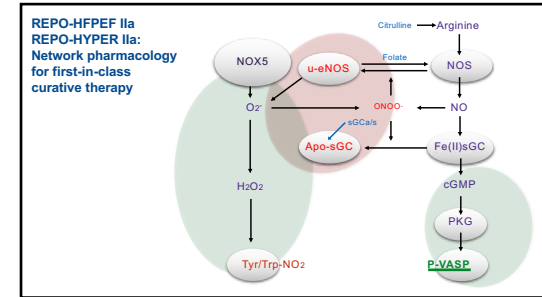 REPO-HFPEF IIa
REPO-HYPER IIa:
Network pharmacology
for first-in-class
curative therapy
Citrulline
Arginine
NOX5
u-eNOS
Folate
NOS
O2-
ONOO-
NO
sGCa/s
Apo-sGC
Fe(II)sGC
cGMP
H2O2
PKG
Tyr/Trp-NO2
P-VASP